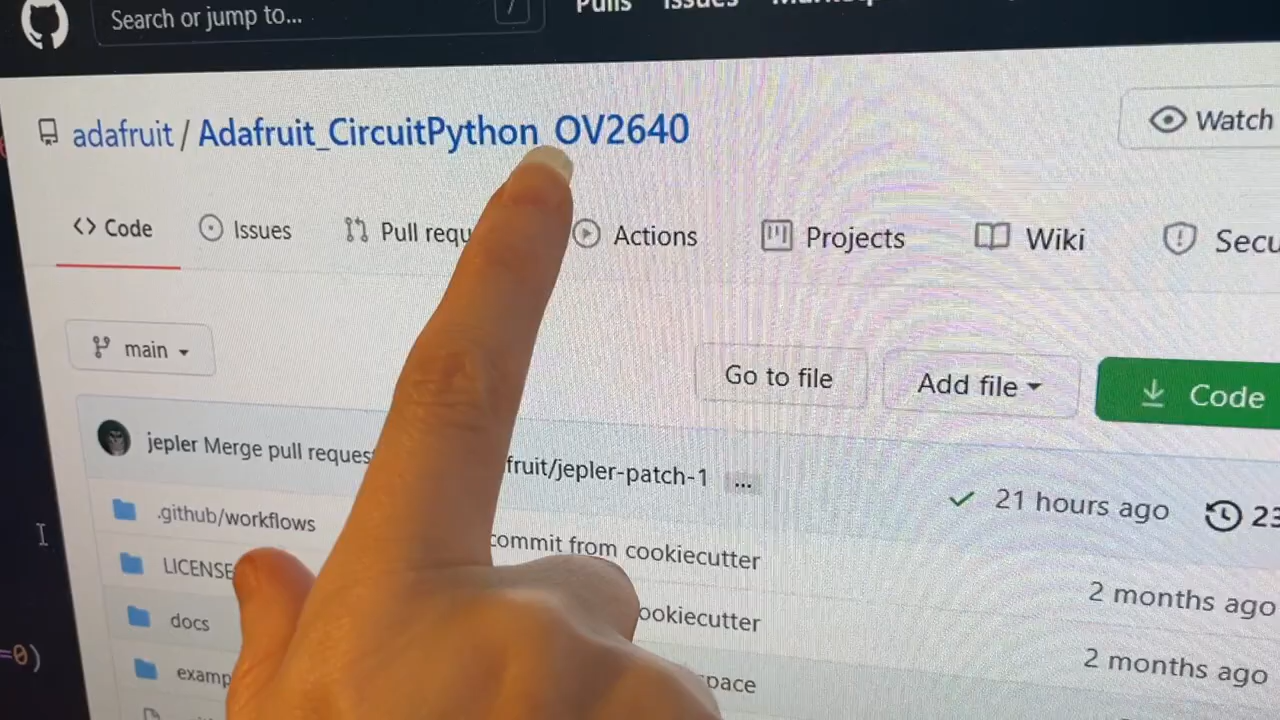 Search or jump to... /
Pulls Issues
adafruit / Adafruit_CircuitPython_OV2640
Watch
<> Code Issues Pull requ Actions Projects Wiki Secu
main
Go to file Add file Code
jepler Merge pull reques fruit/jepler-patch-1 ... 21 hours ago 23
.github/workflows commit from cookiecutter 2 months ago
LICENSE ookiecutter 2 months ago
docs pace
examp
=0)